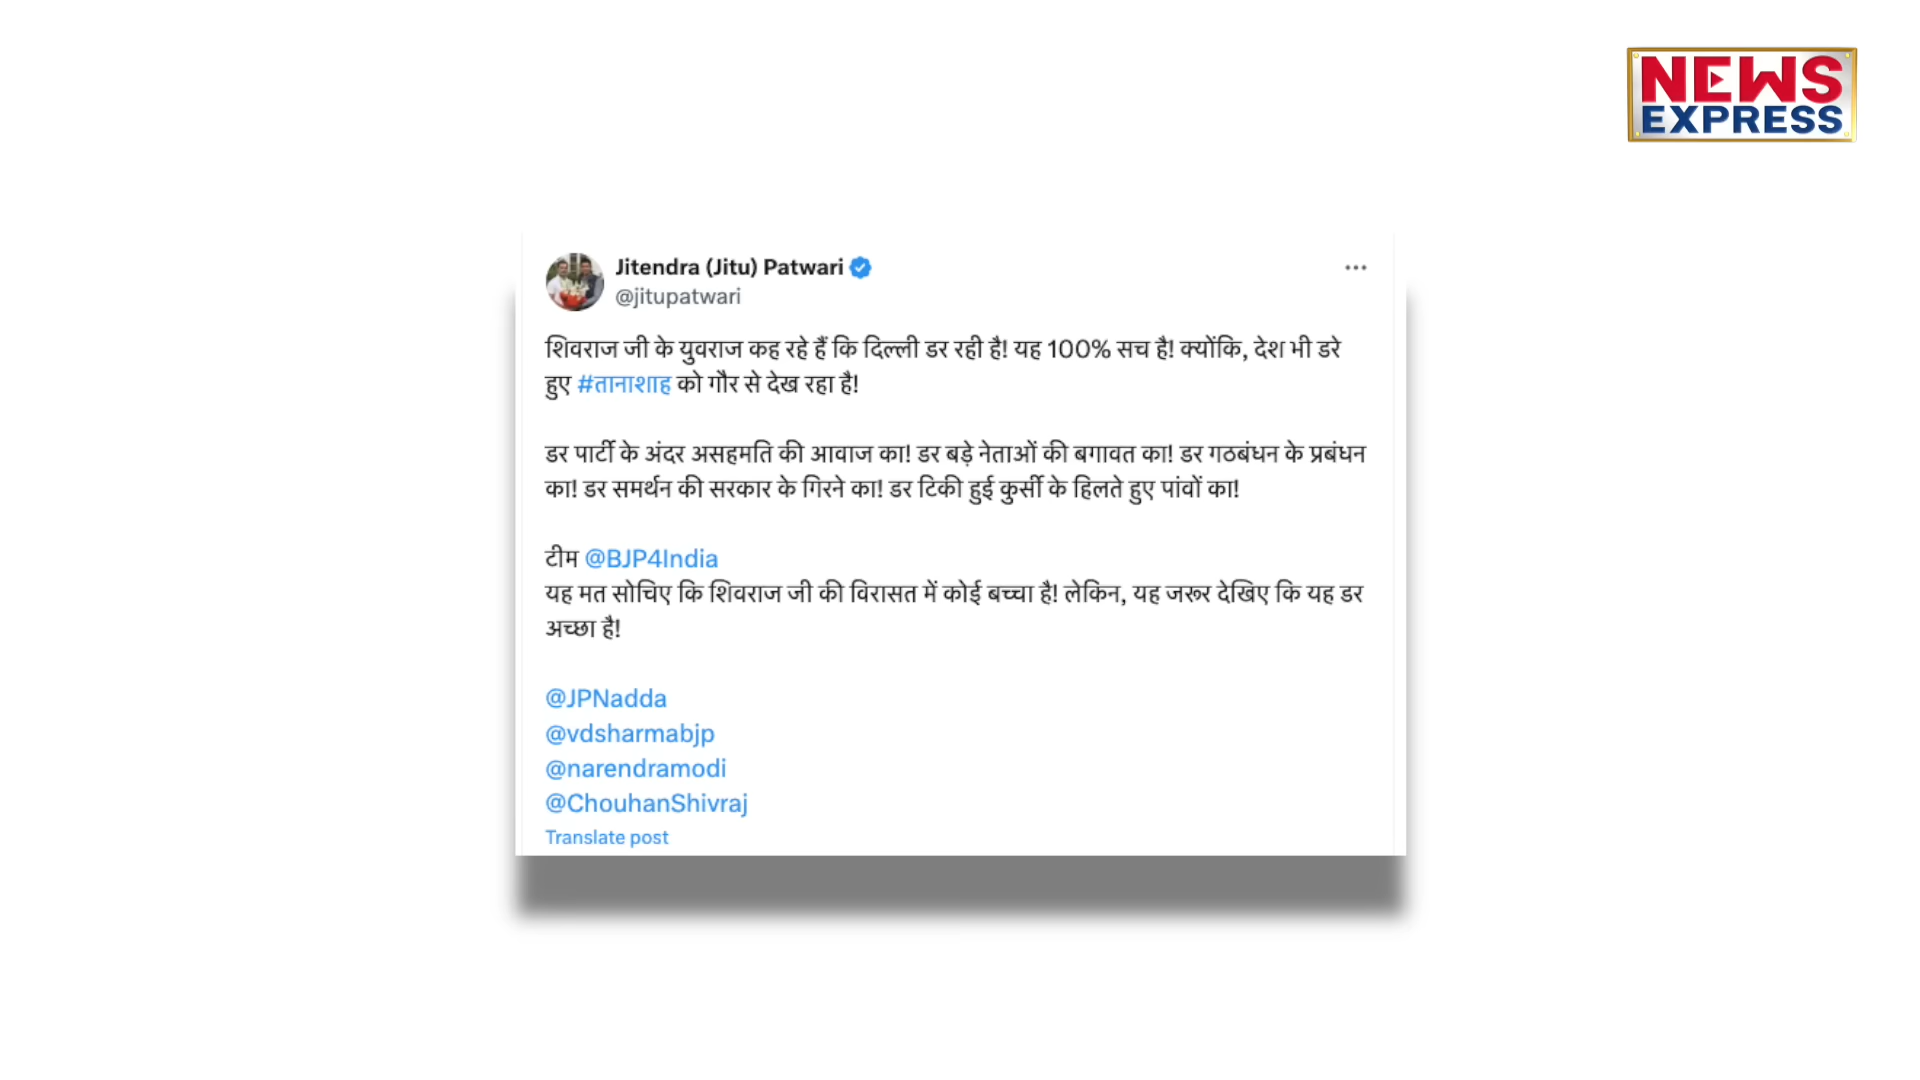 NEWS
EXPRESS
Jitendra (Jitu) Patwari
@jitupatwari
शिवराज जी के युवराज कह रहे हैं कि दिल्ली डर रही है! यह 100% सच है! क्योंकि, देश भी डरे
हुए #तानाशाह को गौर से देख रहा है!
डर पार्टी के अंदर असहमति की आवाज का! डर बड़े नेताओं की बगावत का! डर गठबंधन के प्रबंधन
का! डर समर्थन की सरकार के गिरने का! डर टिकी हुई कुर्सी के हिलते हुए पांवों का!
टीम @BJP4India
यह मत सोचिए कि शिवराज जी की विरासत में कोई बच्चा है! लेकिन, यह जरूर देखिए कि यह डर
अच्छा है!
@JPNadda
@vdsharmabjp
@narendramodi
@ChouhanShivraj
Translate post